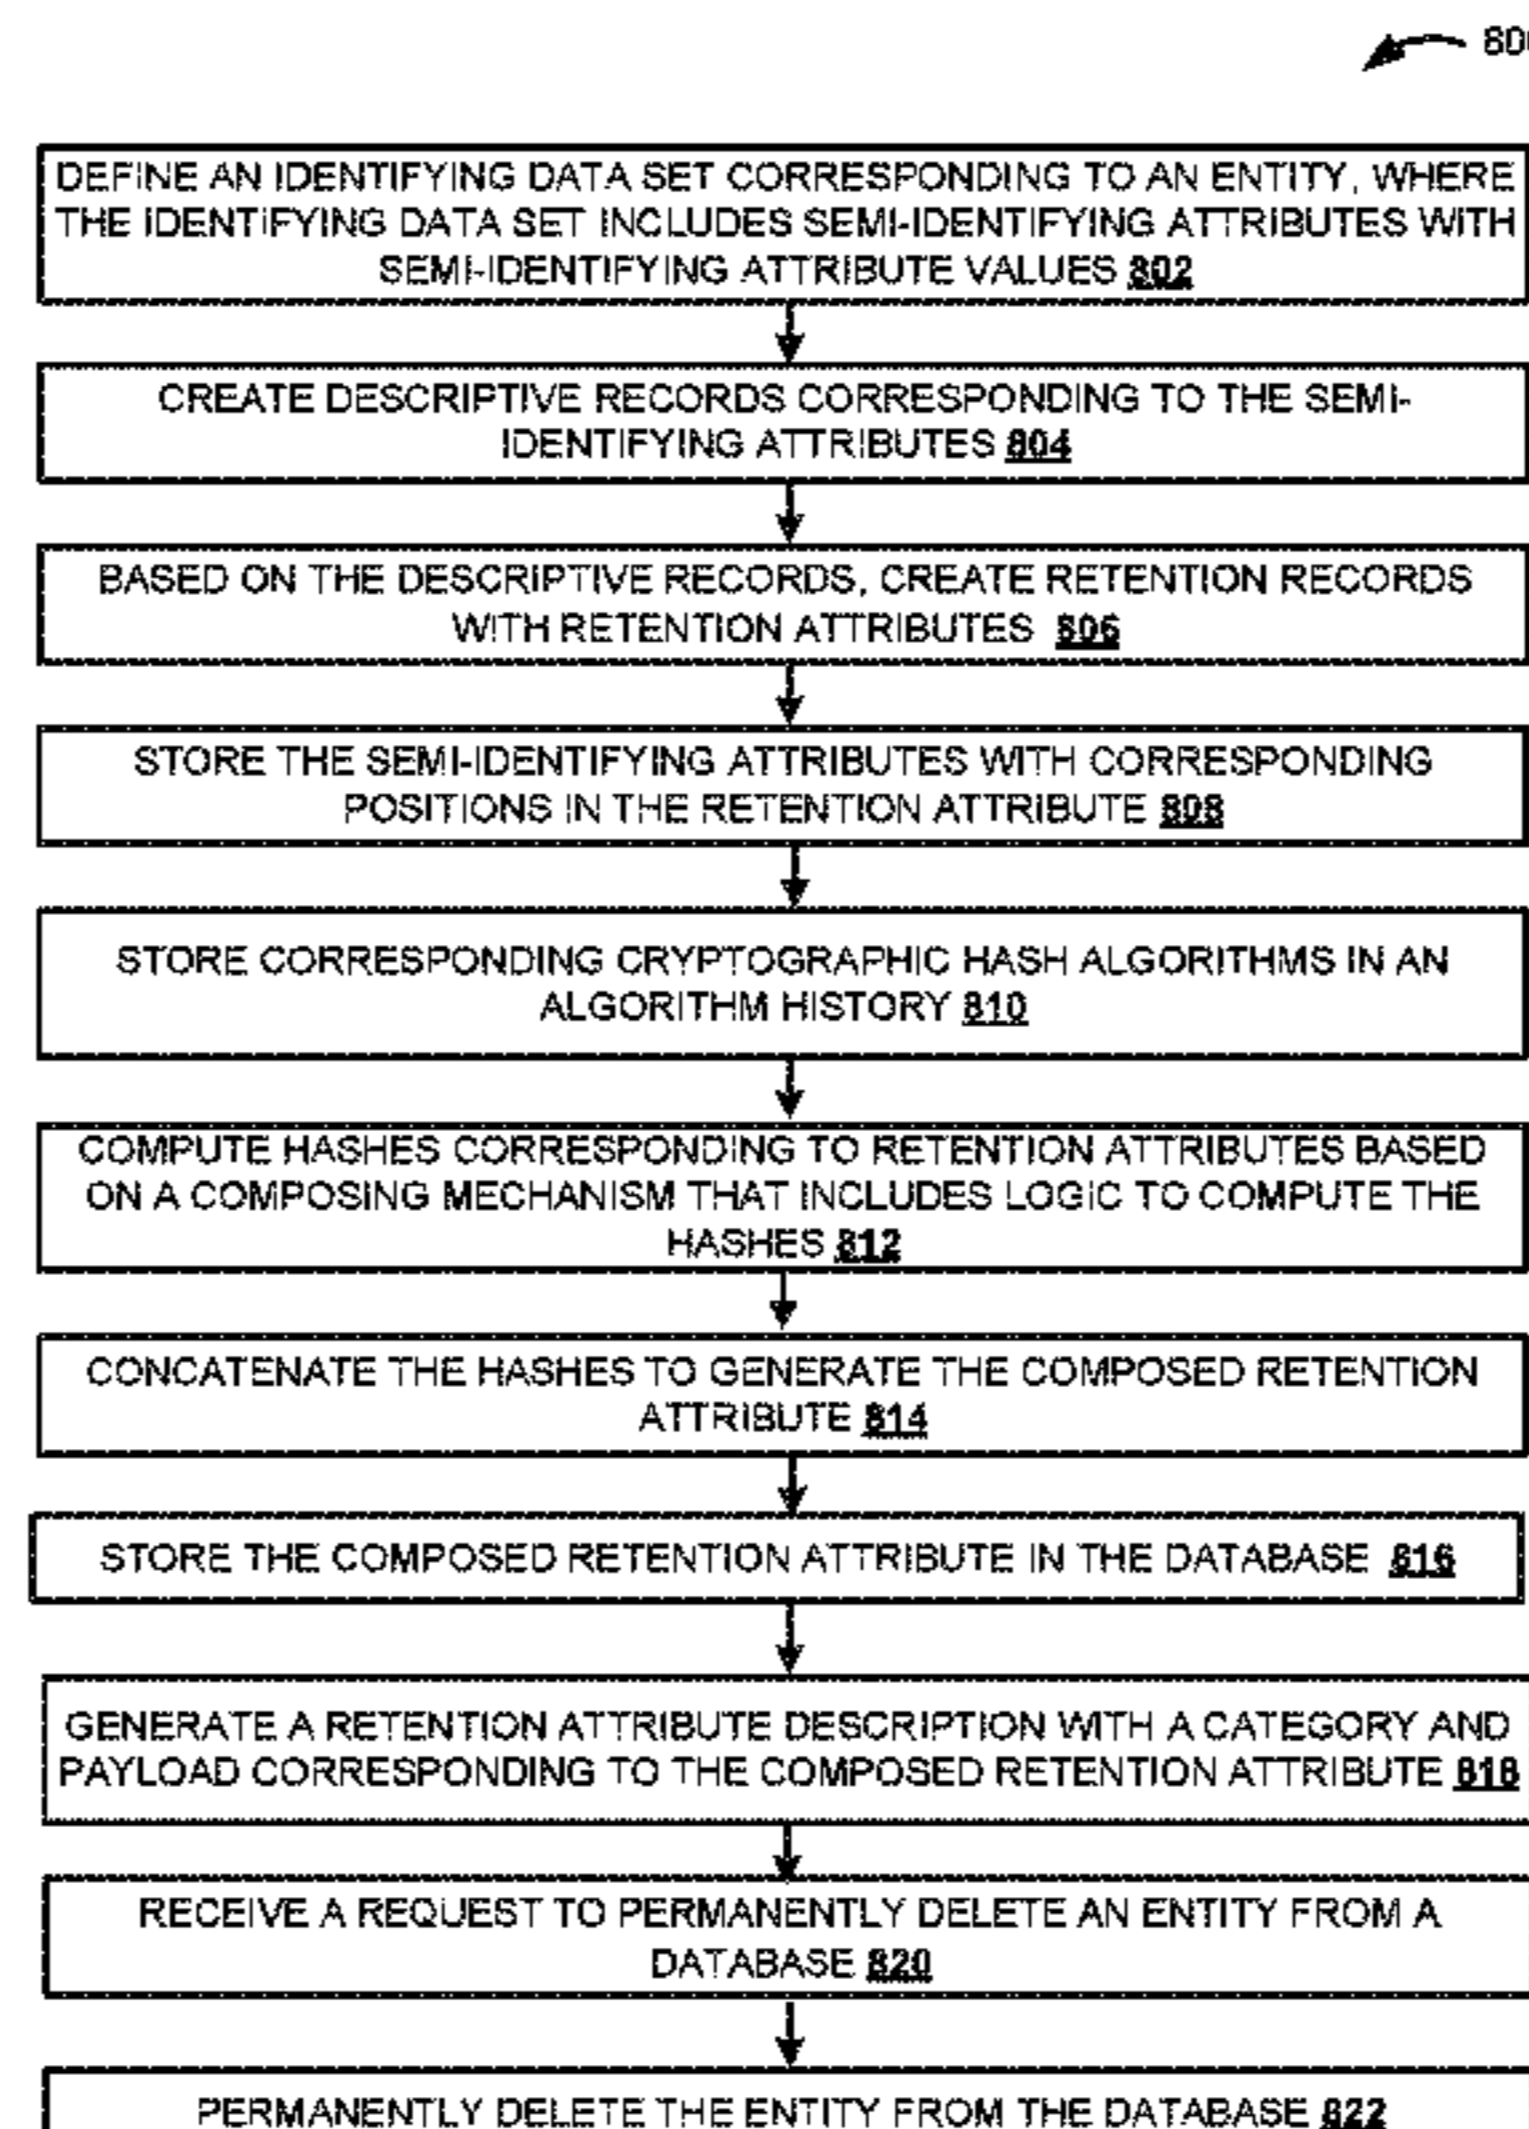 800
DEFINE AN IDENTIFYING DATA SET CORRESPONDING TO AN ENTITY, WHERE
THE IDENTIFYING DATA SET INCLUDES SEMI-IDENTIFYING ATTRIBUTES WITH
SEMI-IDENTIFYING ATTRIBUTE VALUES 802
CREATE DESCRIPTIVE RECORDS CORRESPONDING TO THE SEMI-
IDENTIFYING ATTRIBUTES 804
BASED ON THE DESCRIPTIVE RECORDS, CREATE RETENTION RECORDS
WITH RETENTION ATTRIBUTES 806
STORE THE SEMI-IDENTIFYING ATTRIBUTES WITH CORRESPONDING
POSITIONS IN THE RETENTION ATTRIBUTE 808
STORE CORRESPONDING CRYPTOGRAPHIC HASH ALGORITHMS IN AN
ALGORITHM HISTORY 810
COMPUTE HASHES CORRESPONDING TO RETENTION ATTRIBUTES BASED
ON A COMPOSING MECHANISM THAT INCLUDES LOGIC TO COMPUTE THE
HASHES 812
CONCATENATE THE HASHES TO GENERATE THE COMPOSED RETENTION
ATTRIBUTE 814
STORE THE COMPOSED RETENTION ATTRIBUTE IN THE DATABASE 816
GENERATE A RETENTION ATTRIBUTE DESCRIPTION WITH A CATEGORY AND
PAYLOAD CORRESPONDING TO THE COMPOSED RETENTION ATTRIBUTE 818
RECEIVE A REQUEST TO PERMANENTLY DELETE AN ENTITY FROM A
DATABASE 820
PERMANENTLY DELETE THE ENTITY FROM THE DATABASE 822